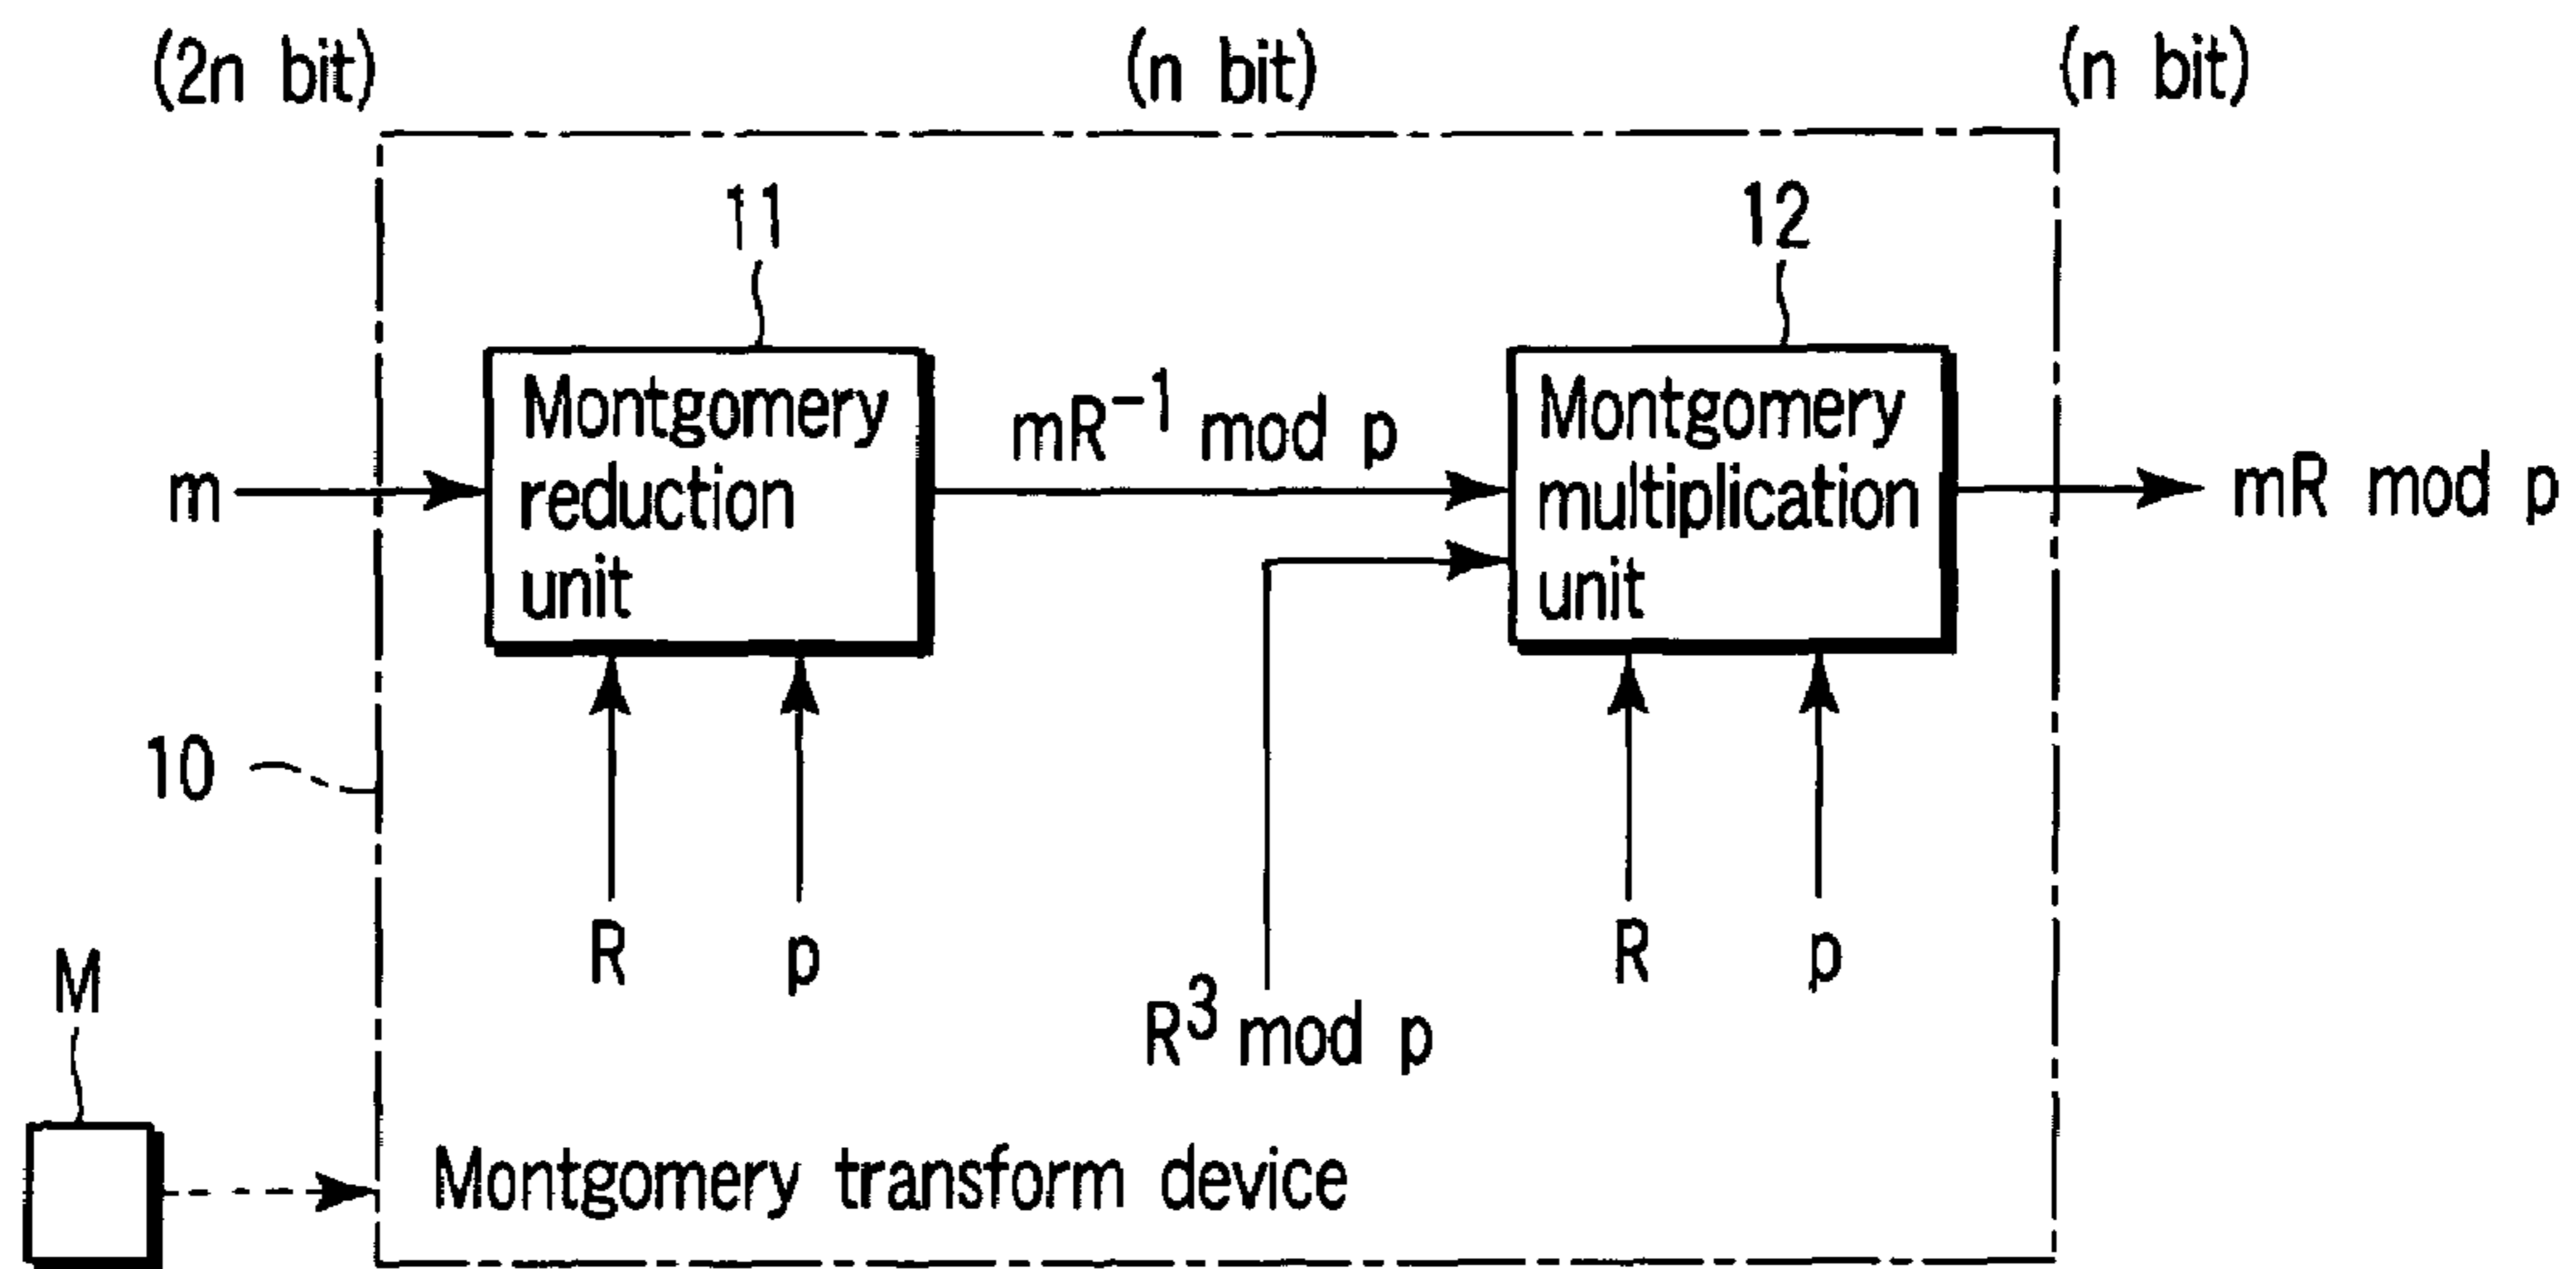 (2n bit) (n bit) (n bit)
11 12
Montgomery reduction unit
mR⁻¹ mod p
Montgomery multiplication unit
m
mR mod p
10
R p
R p
M
R³ mod p
Montgomery transform device